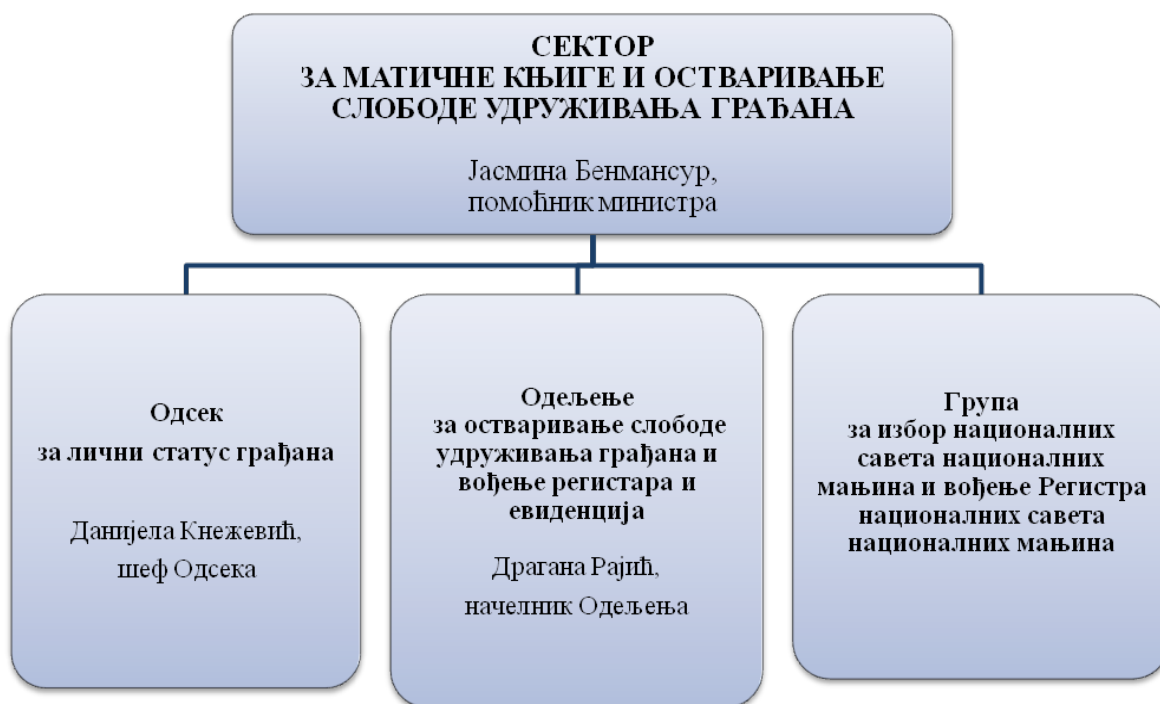 СЕКТОР
ЗА МАТИЧНЕ КЊИГЕ И ОСТВАРИВАЊЕ
СЛОБОДЕ УДРУЖИВАЊА ГРАЂАНА
Јасмина Бенмансур,
помоћник министра
Одсек
за лични статус грађана
Данијела Кнежевић,
шеф Одсека
Одељење
за остваривање слободе
удруживања грађана и
вођење регистара и
евиденција
Драгана Рајић,
начелник Одељења
Група
за избор националних
савета националних
мањина и вођење Регистра
националних савета
националних мањина